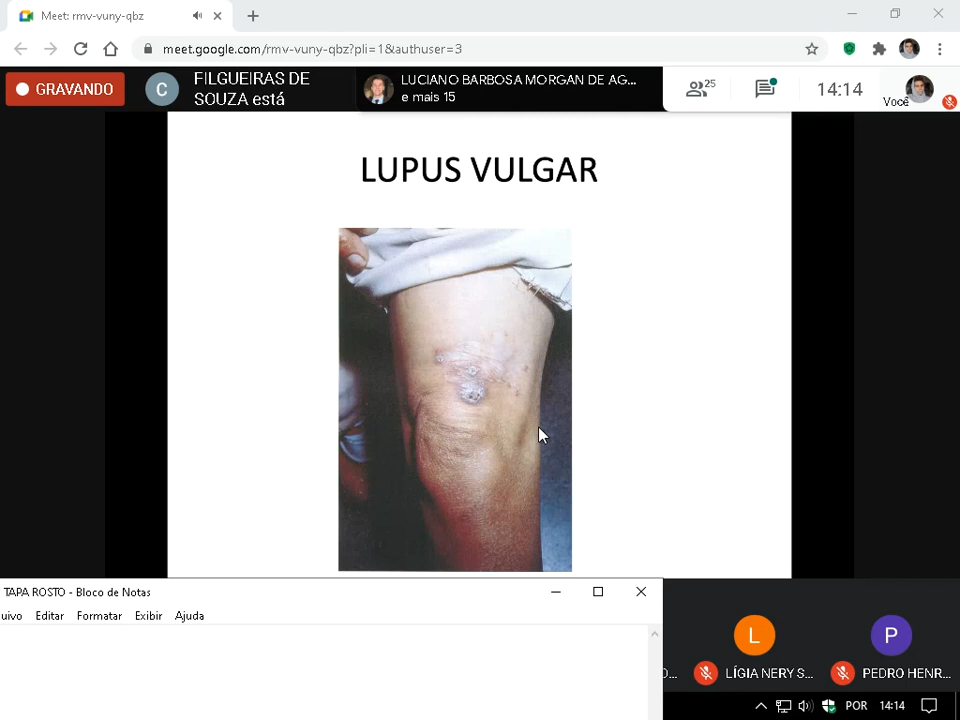 Meet: rmv-vuny-qbz
meet.google.com/rmv-vuny-qbz?pli=1&authuser=3
GRAVANDO
C
FILGUEIRAS DE
SOUZA está
LUCIANO BARBOSA MORGAN DE AG...
e mais 15
25
14:14
Você
LUPUS VULGAR
TAPA ROSTO - Bloco de Notas
uivo Editar Formatar Exibir Ajuda
L
P
O...
LÍGIA NERY S...
PEDRO HENR...
POR
14:14